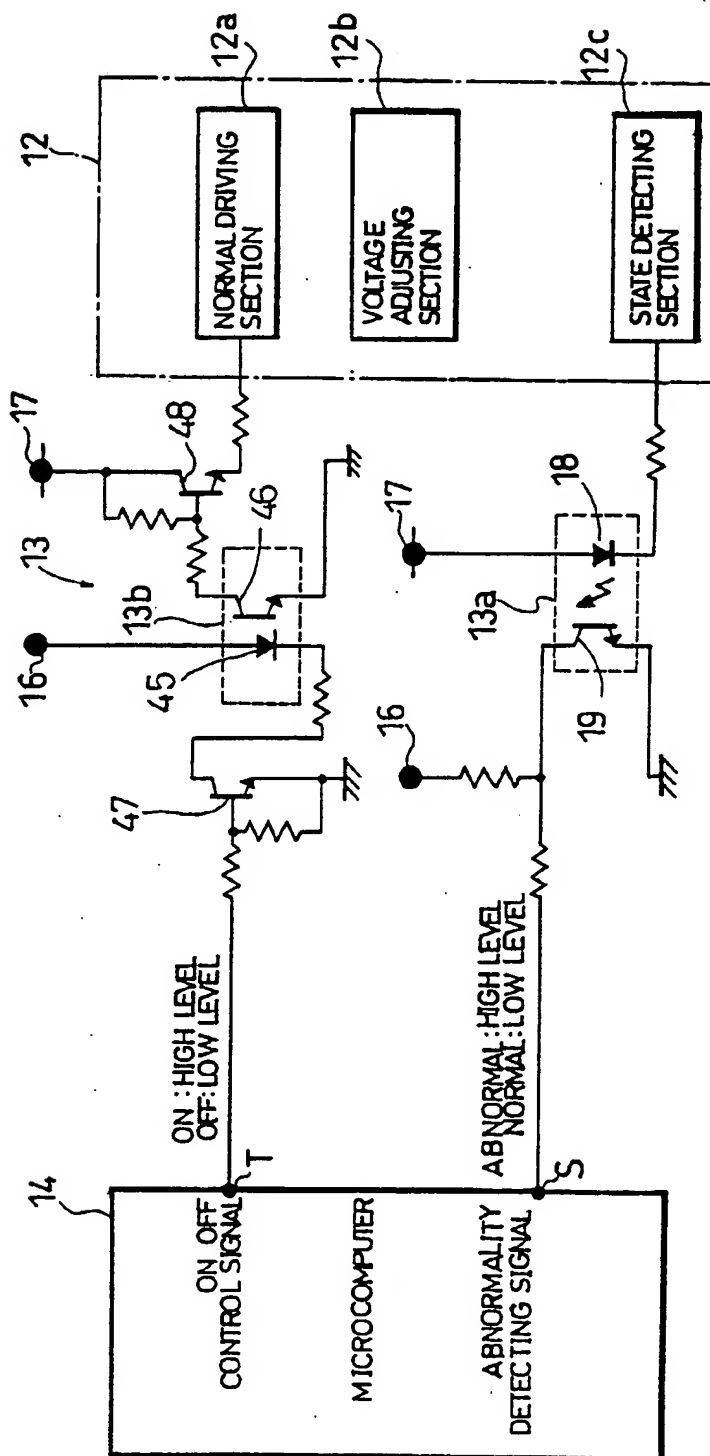 14
ON OFF
CONTROL SIGNAL
T
MICROCOMPUTER
ABNORMALITY
DETECTING SIGNAL
S
ON : HIGH LEVEL
OFF: LOW LEVEL
ABNORMAL : HIGH LEVEL
NORMAL : LOW LEVEL
47
16
45
13b
46
13
48
17
16
19
13a
18
17
12
12a
NORMAL DRIVING
SECTION
12b
VOLTAGE
ADJUSTING
SECTION
12c
STATE DETECTING
SECTION